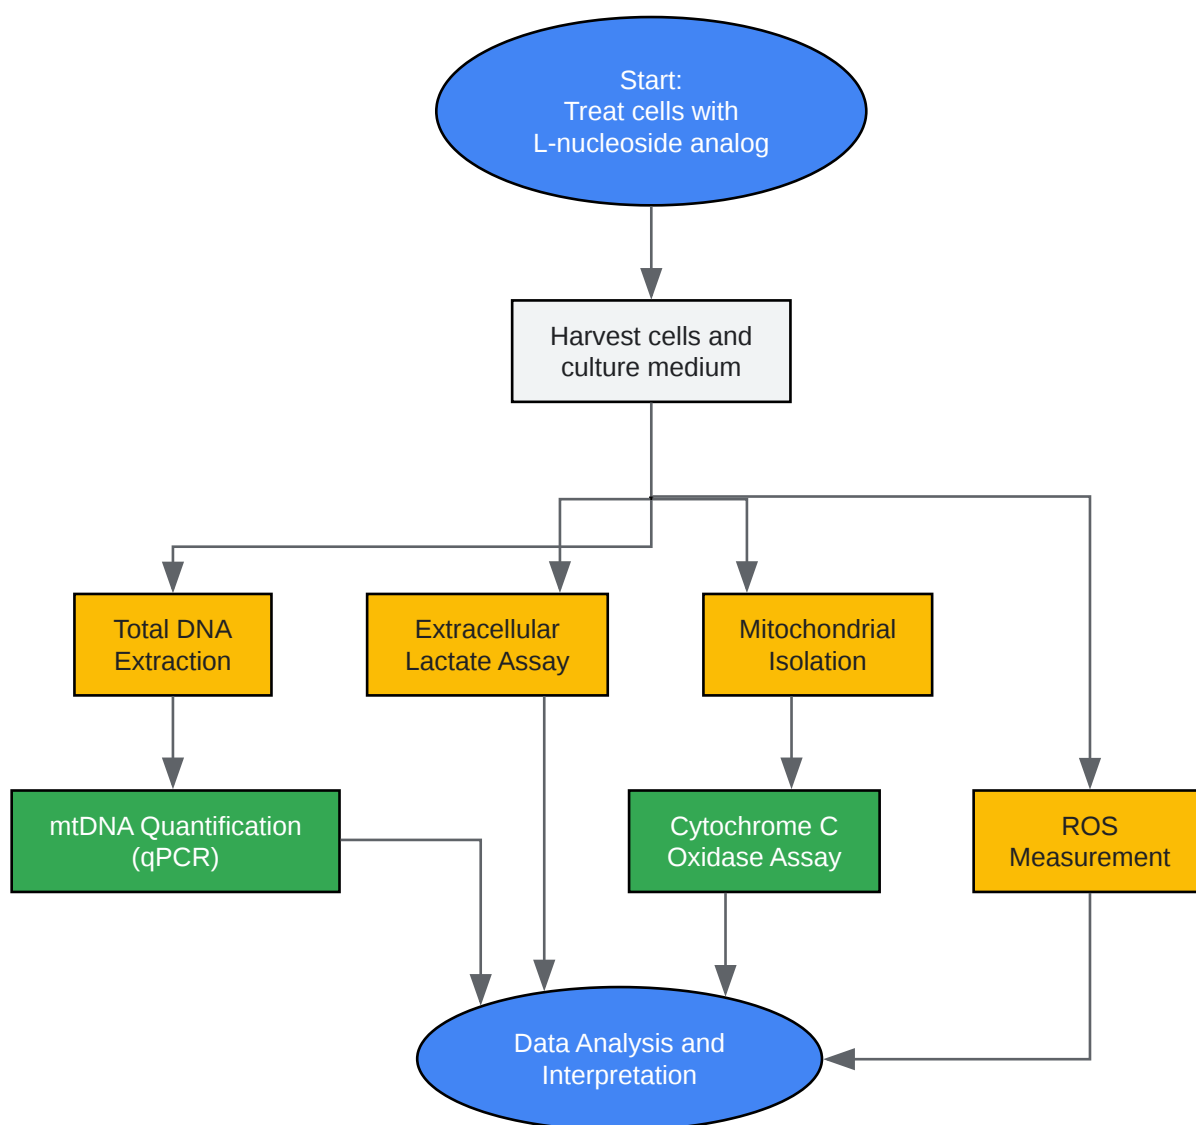 Start:
Treat cells with
L-nucleoside analog
Harvest cells and
culture medium
Total DNA
Extraction
Extracellular
Lactate Assay
Mitochondrial
Isolation
mtDNA Quantification
(qPCR)
Cytochrome C
Oxidase Assay
ROS
Measurement
Data Analysis and
Interpretation